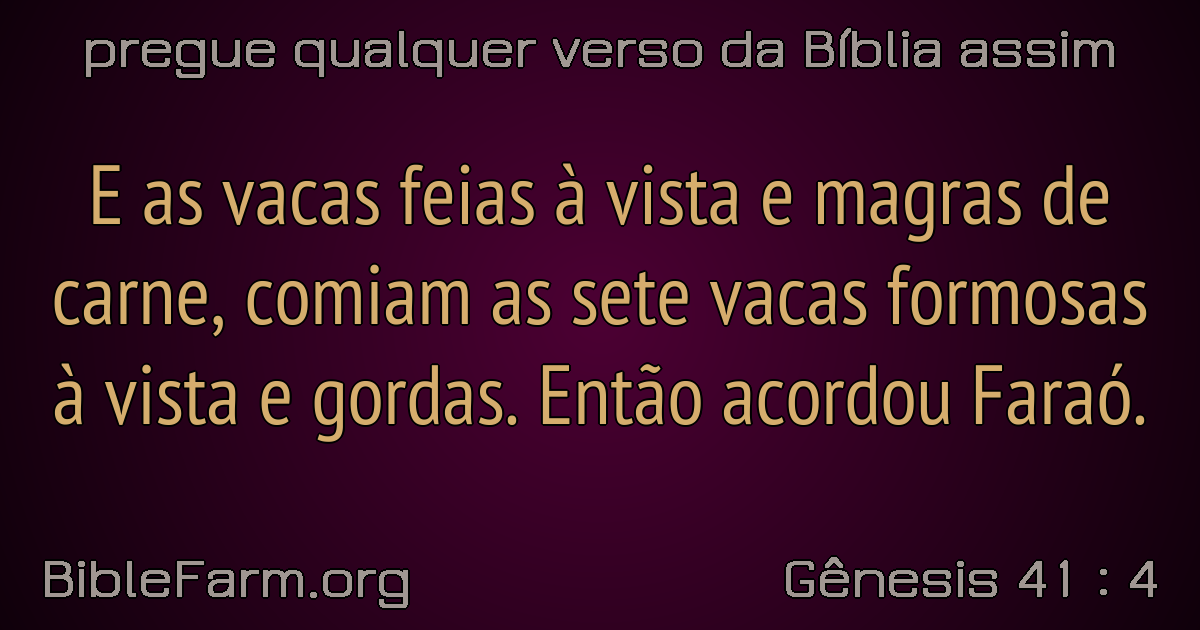 pregue qualquer verso da Bíblia assim
E as vacas feias à vista e magras de
carne, comiam as sete vacas formosas
à vista e gordas. Então acordou Faraó.
BibleFarm.org
Gênesis 41 : 4